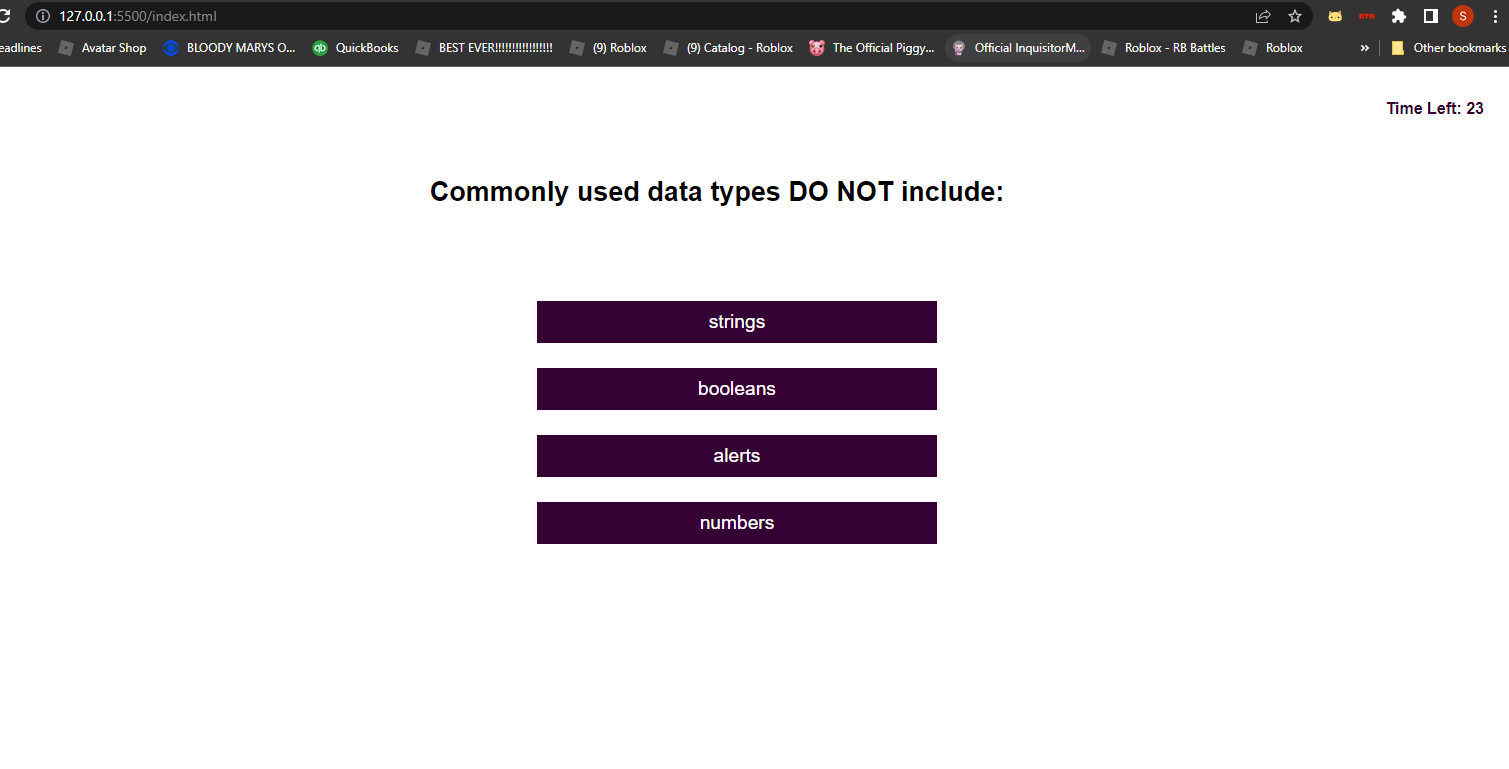 127.0.0.1:5500/index.html
S
eadlines Avatar Shop BLOODY MARYS O... qb QuickBooks BEST EVER!!!!!!!!!!!!!!!!! (9) Roblox (9) Catalog - Roblox The Official Piggy... Official InquisitorM... Roblox - RB Battles Roblox » Other bookmarks
Time Left: 23
Commonly used data types DO NOT include:
strings
booleans
alerts
numbers